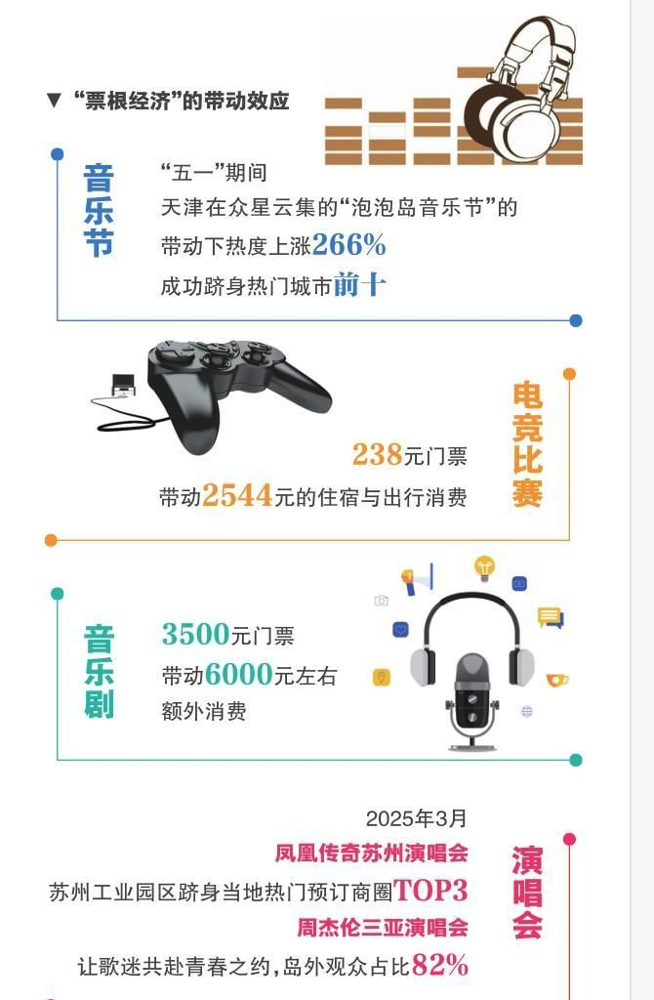 ▼ “票根经济”的带动效应
音乐节
“五一”期间
天津在众星云集的“泡泡岛音乐节”的
带动下热度上涨266%
成功跻身热门城市前十
电竞比赛
238元门票
带动2544元的住宿与出行消费
音乐剧
3500元门票
带动6000元左右
额外消费
演唱会
2025年3月
凤凰传奇苏州演唱会
苏州工业园区跻身当地热门预订商圈TOP3
周杰伦三亚演唱会
让歌迷共赴青春之约,岛外观众占比82%